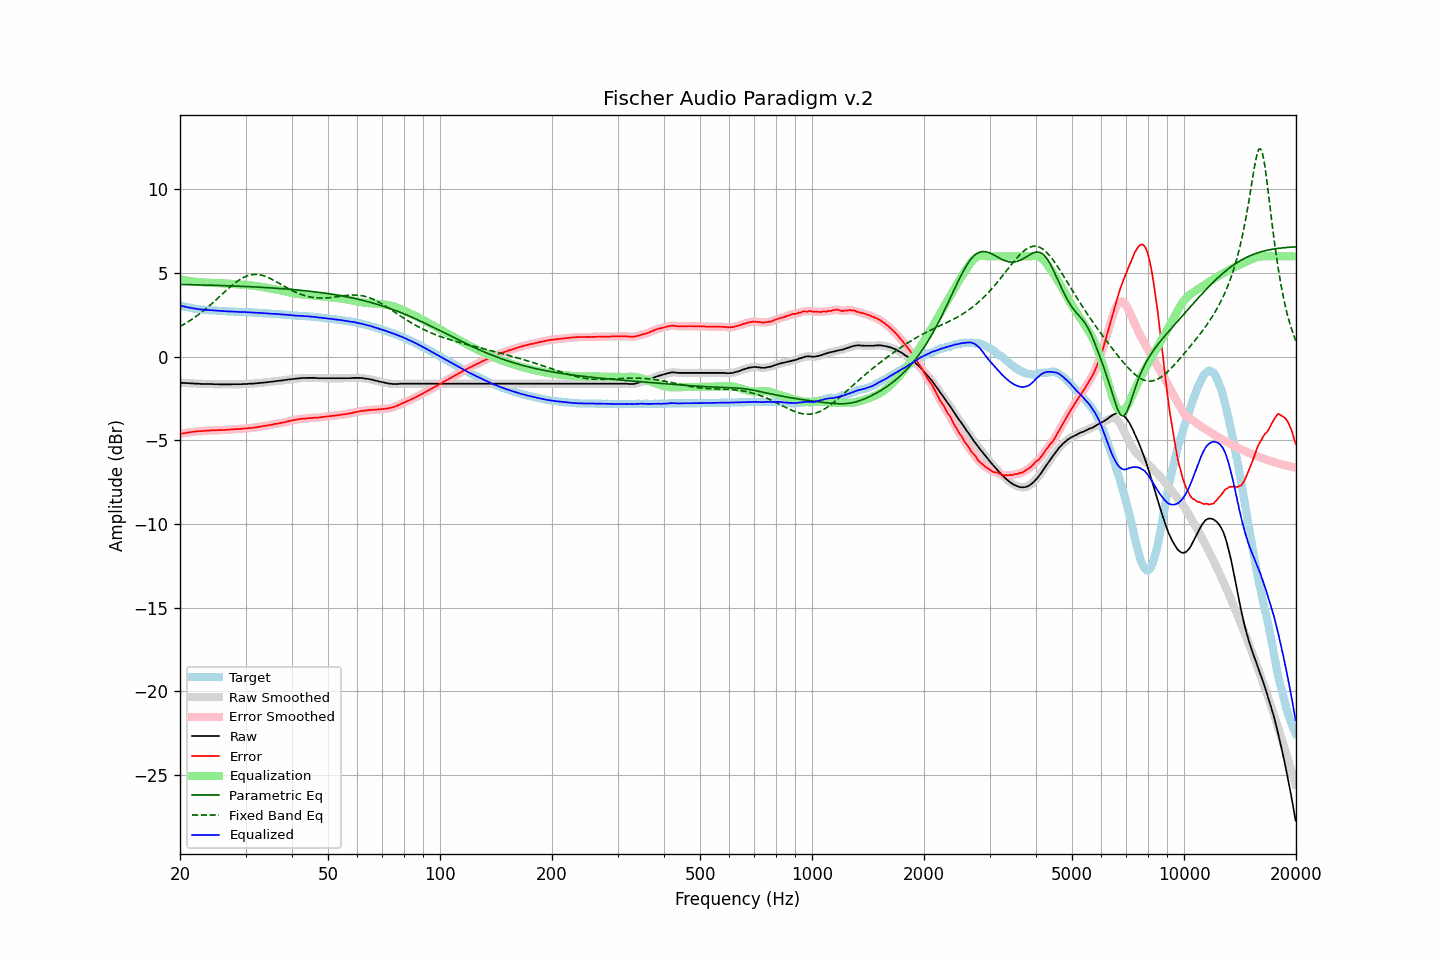 Fischer Audio Paradigm v.2
Amplitude (dBr)
10
5
0
−5
−10
−15
−20
−25
Target
Raw Smoothed
Error Smoothed
Raw
Error
Equalization
Parametric Eq
Fixed Band Eq
Equalized
20 50 100 200 500 1000 2000 5000 10000 20000
Frequency (Hz)